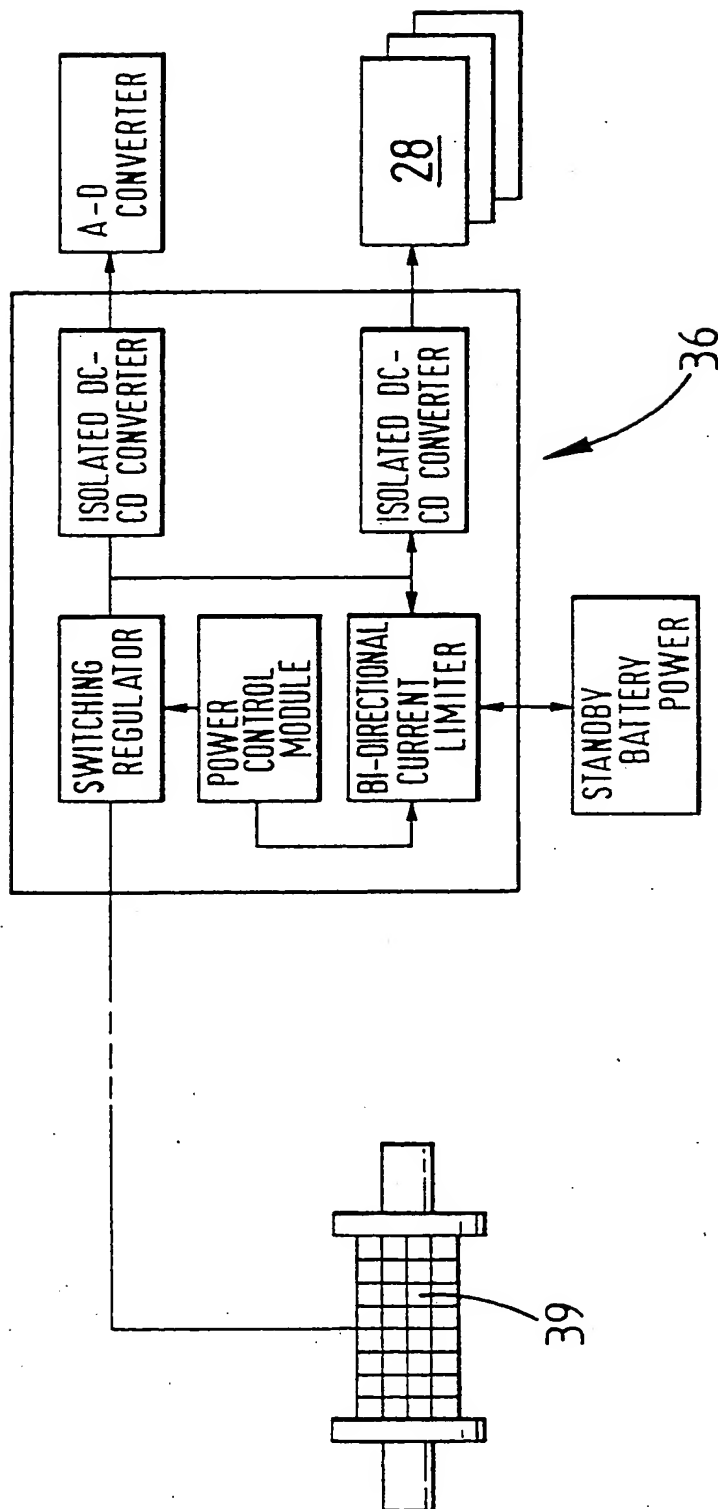 A-D
CONVERTER
28
ISOLATED DC-
CD CONVERTER
ISOLATED DC-
CD CONVERTER
36
SWITCHING
REGULATOR
POWER
CONTROL
MODULE
BI-DIRECTIONAL
CURRENT
LIMITER
STANDBY
BATTERY
POWER
39